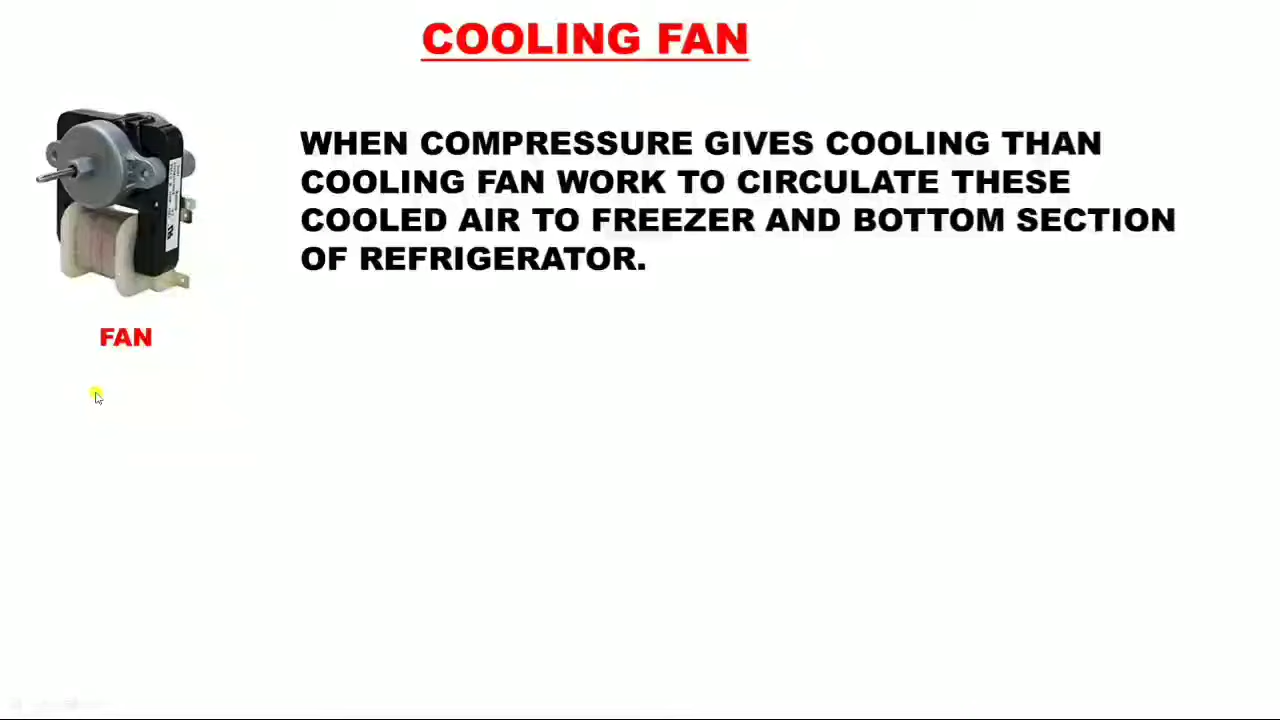 COOLING FAN
WHEN COMPRESSURE GIVES COOLING THAN
COOLING FAN WORK TO CIRCULATE THESE
COOLED AIR TO FREEZER AND BOTTOM SECTION
OF REFRIGERATOR.
FAN